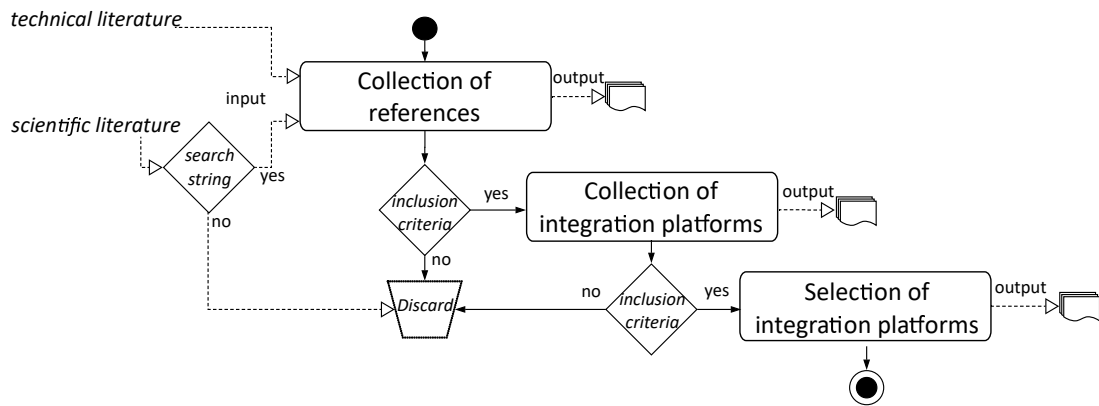 technical literature
Collection of
references
output
input
scientific literature
search
string
yes
no
inclusion
criteria
yes
no
Collection of
integration platforms
output
Discard
no
inclusion
criteria
yes
Selection of
integration platforms
output